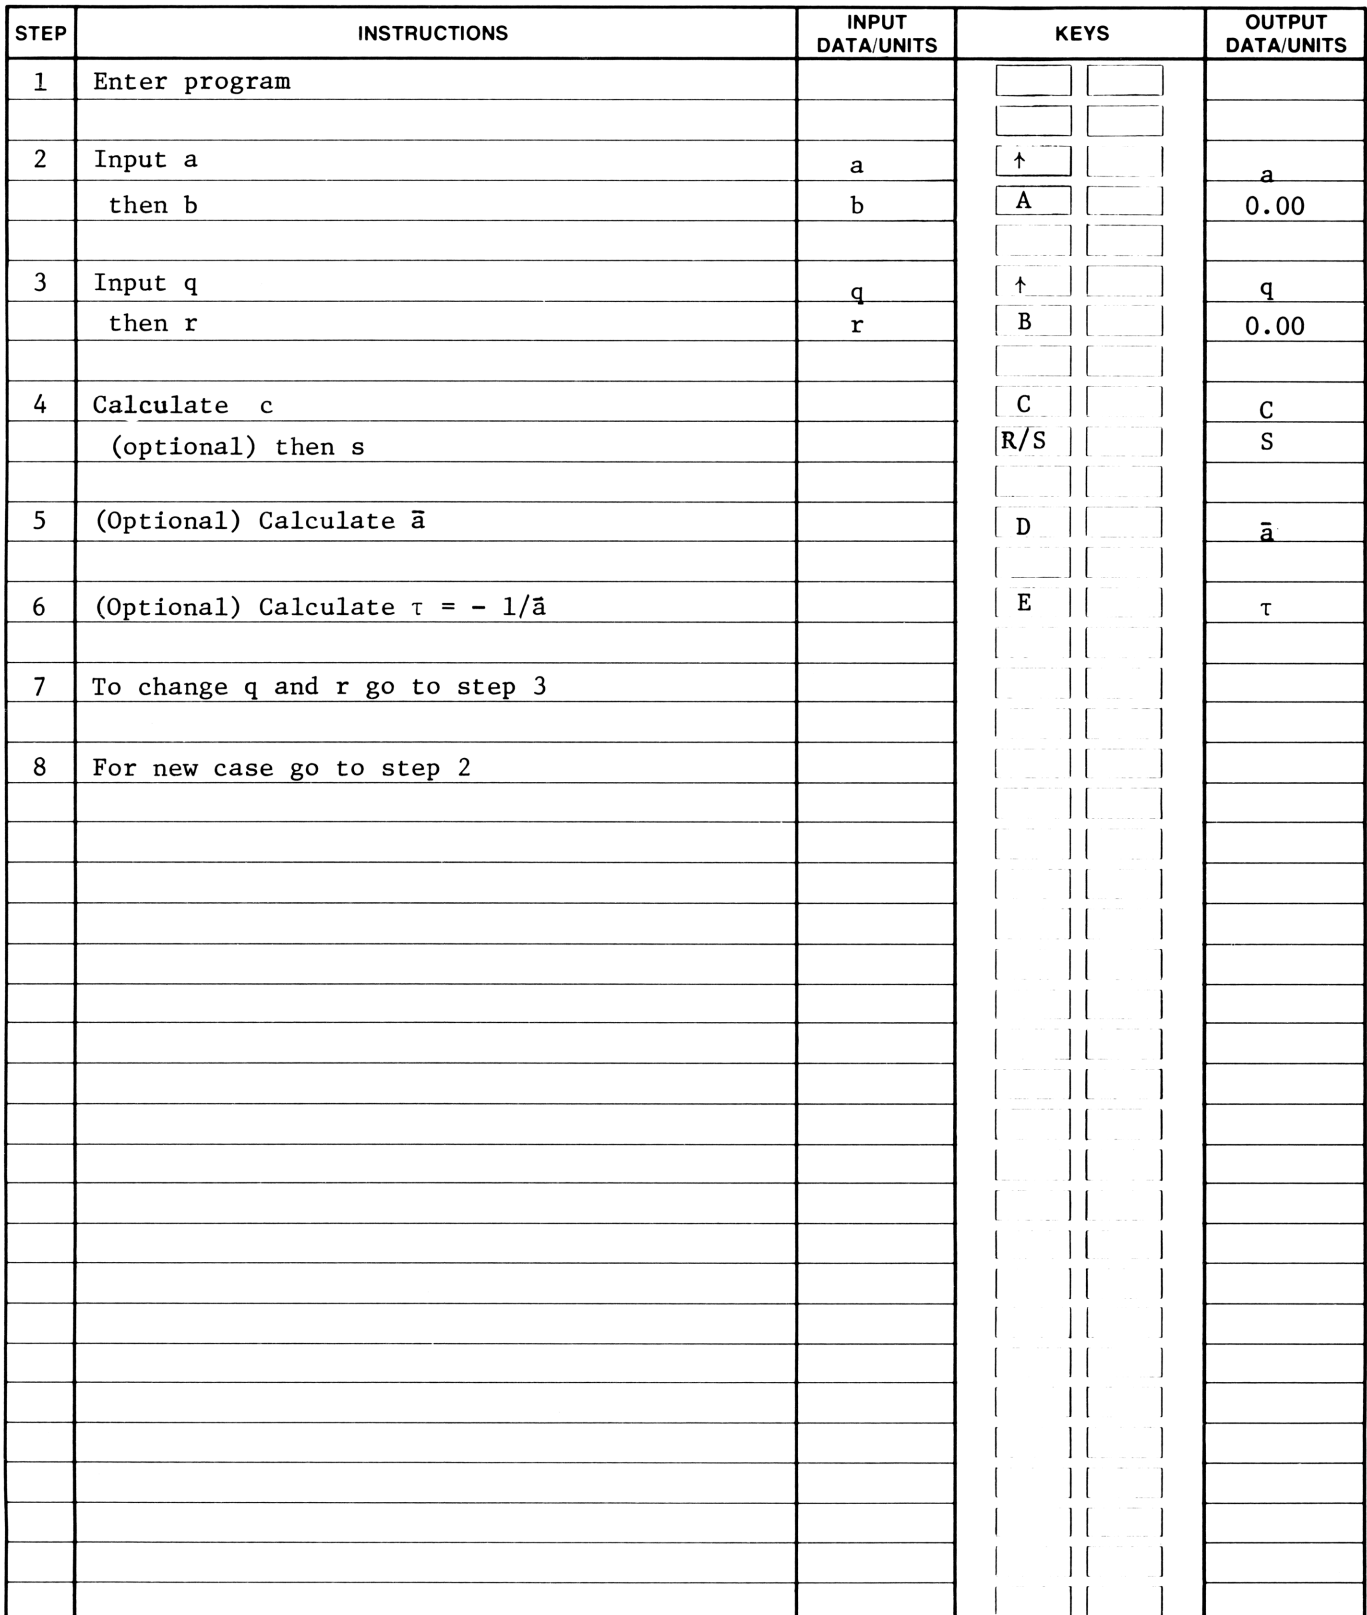 STEP INSTRUCTIONS INPUT DATA/UNITS KEYS OUTPUT DATA/UNITS
1 Enter program
2 Input a a ↑ a
then b b A 0.00
3 Input q q ↑ q
then r r B 0.00
4 Calculate c C C
(optional) then s R/S S
5 (Optional) Calculate ā D ā
6 (Optional) Calculate τ = - 1/ā E τ
7 To change q and r go to step 3
8 For new case go to step 2